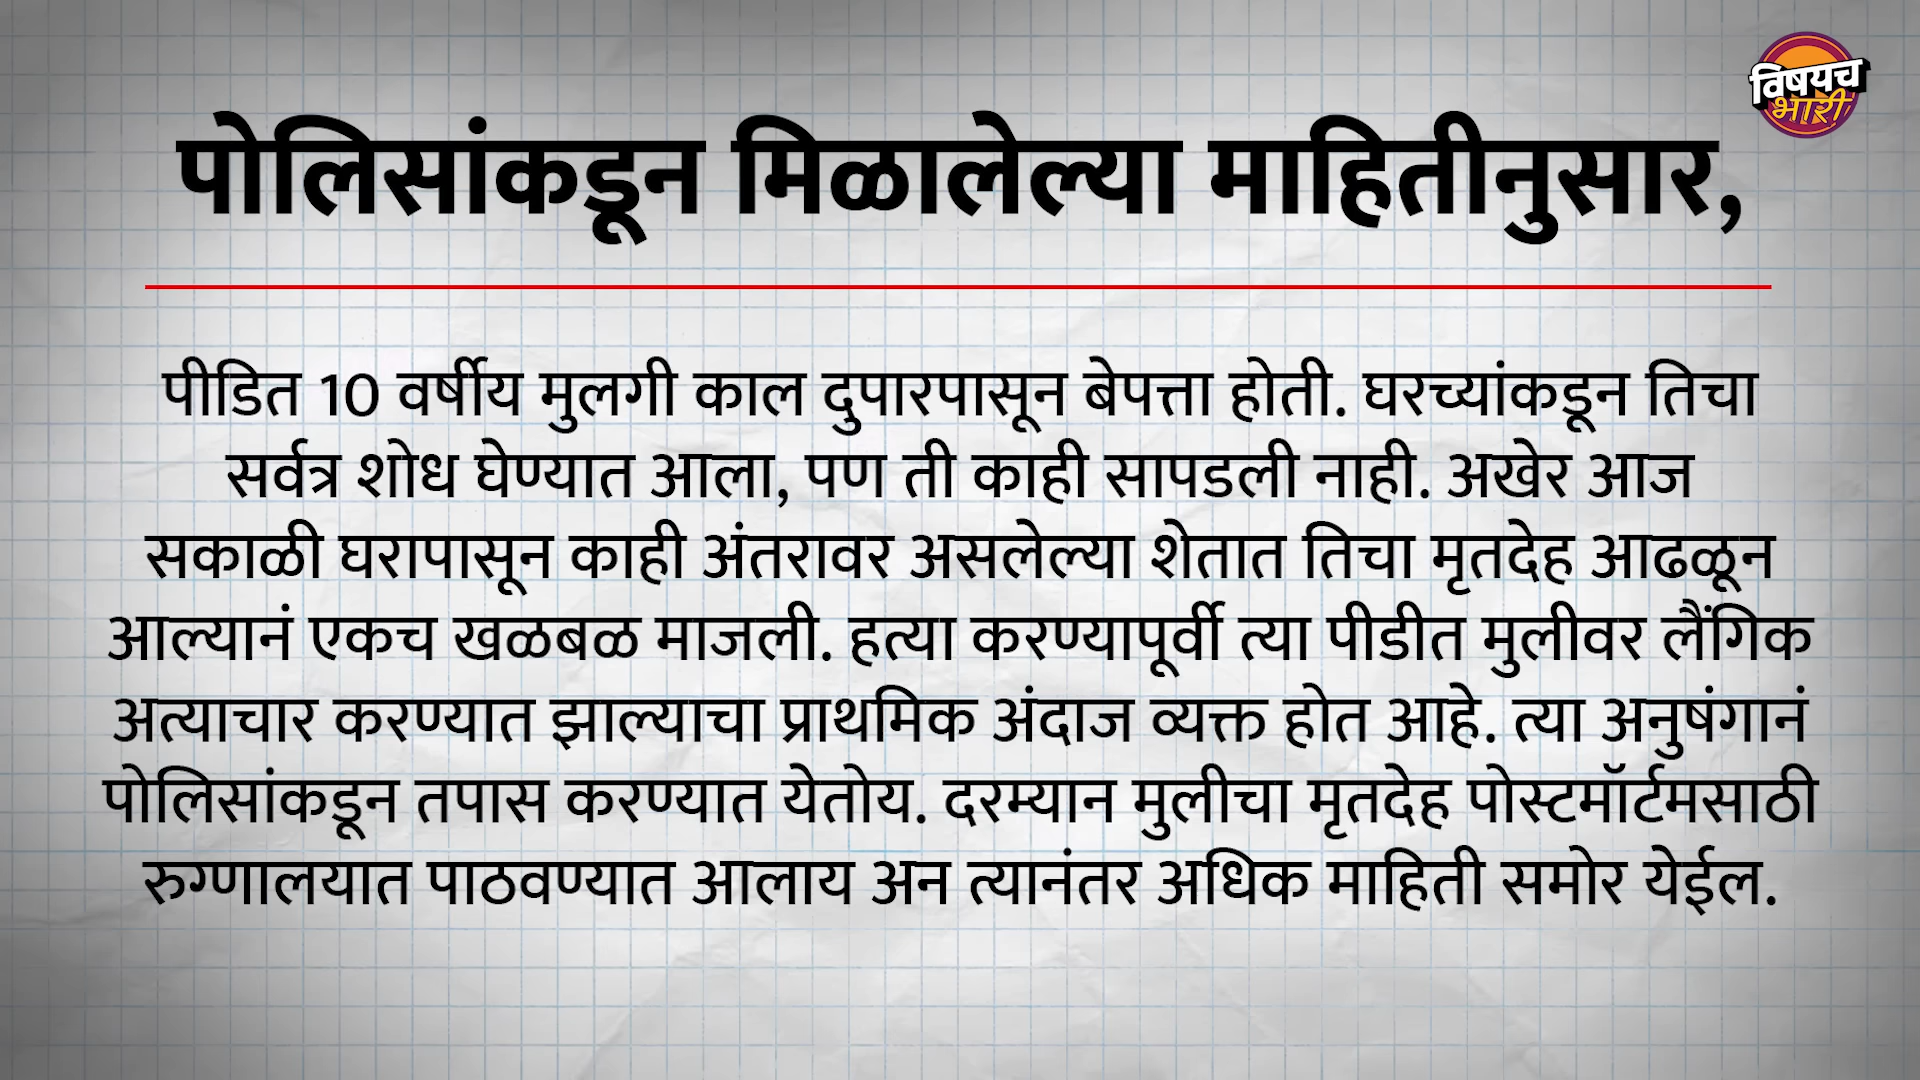 विषयच
भारी
पोलिसांकडून मिळालेल्या माहितीनुसार,
पीडित 10 वर्षीय मुलगी काल दुपारपासून बेपत्ता होती. घरच्यांकडून तिचा
सर्वत्र शोध घेण्यात आला, पण ती काही सापडली नाही. अखेर आज
सकाळी घरापासून काही अंतरावर असलेल्या शेतात तिचा मृतदेह आढळून
आल्यानं एकच खळबळ माजली. हत्या करण्यापूर्वी त्या पीडीत मुलीवर लैंगिक
अत्याचार करण्यात झाल्याचा प्राथमिक अंदाज व्यक्त होत आहे. त्या अनुषंगानं
पोलिसांकडून तपास करण्यात येतोय. दरम्यान मुलीचा मृतदेह पोस्टमॉर्टमसाठी
रुग्णालयात पाठवण्यात आलाय अन त्यानंतर अधिक माहिती समोर येईल.